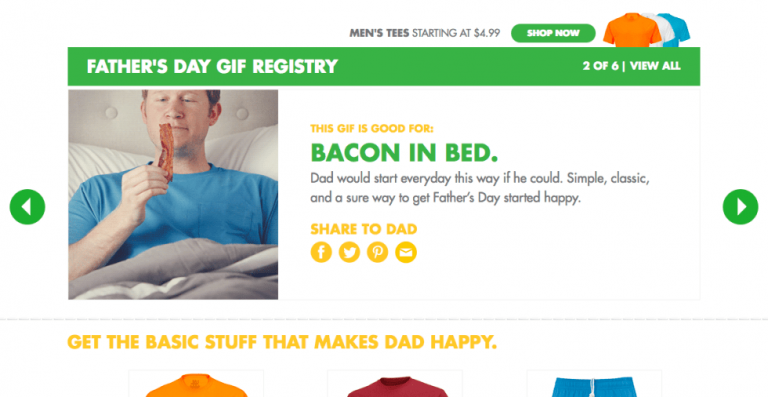 MEN'S TEES STARTING AT $4.99 SHOP NOW
FATHER'S DAY GIF REGISTRY 2 OF 6 | VIEW ALL
THIS GIF IS GOOD FOR:
BACON IN BED.
Dad would start everyday this way if he could. Simple, classic,
and a sure way to get Father's Day started happy.
SHARE TO DAD
GET THE BASIC STUFF THAT MAKES DAD HAPPY.